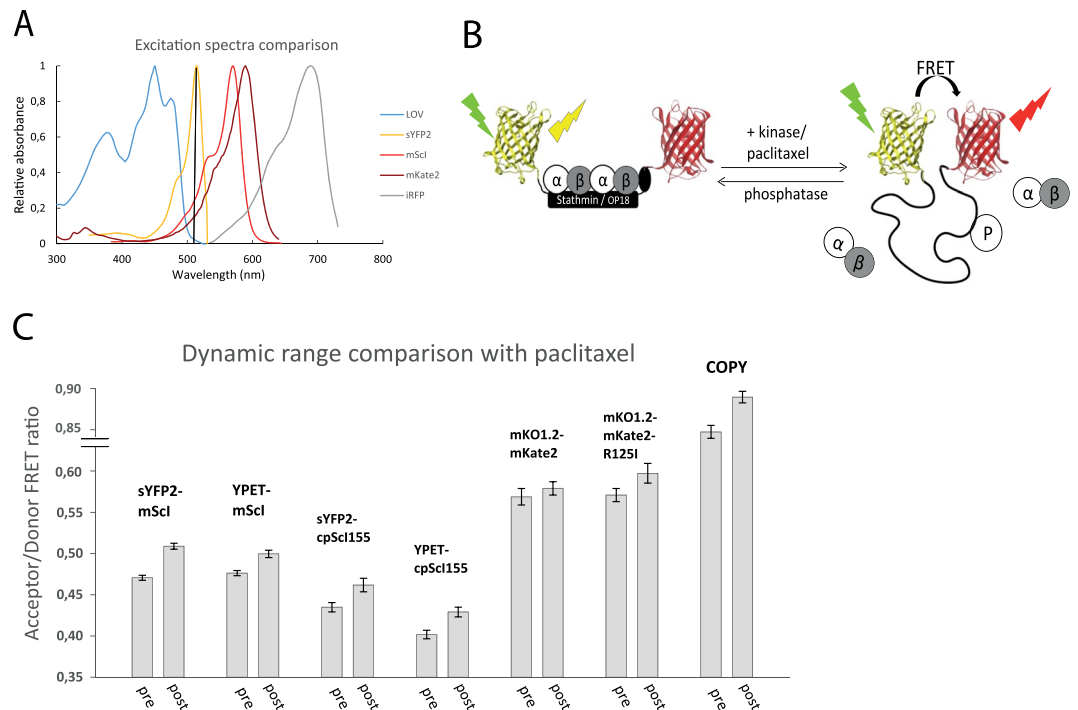 A
Excitation spectra comparison
1
0,8
0,6
0,4
0,2
0
300
400
500
600
700
800
Relative absorbance
Wavelength (nm)
LOV
sYFP2
mScI
mKate2
iRFP
B
α
β
α
β
Stathmin / OP18
+ kinase/
paclitaxel
phosphatase
FRET
α
β
P
α
β
C
Dynamic range comparison with paclitaxel
Acceptor/Donor FRET ratio
0,90
0,85
0,60
0,55
0,50
0,45
0,40
0,35
sYFP2-
mScI
YPET-
mScI
sYFP2-
cpScI155
YPET-
cpScI155
mKO1.2-
mKate2
mKO1.2-
mKate2-
R125I
COPY
pre
post
pre
post
pre
post
pre
post
pre
post
pre
post
pre
post